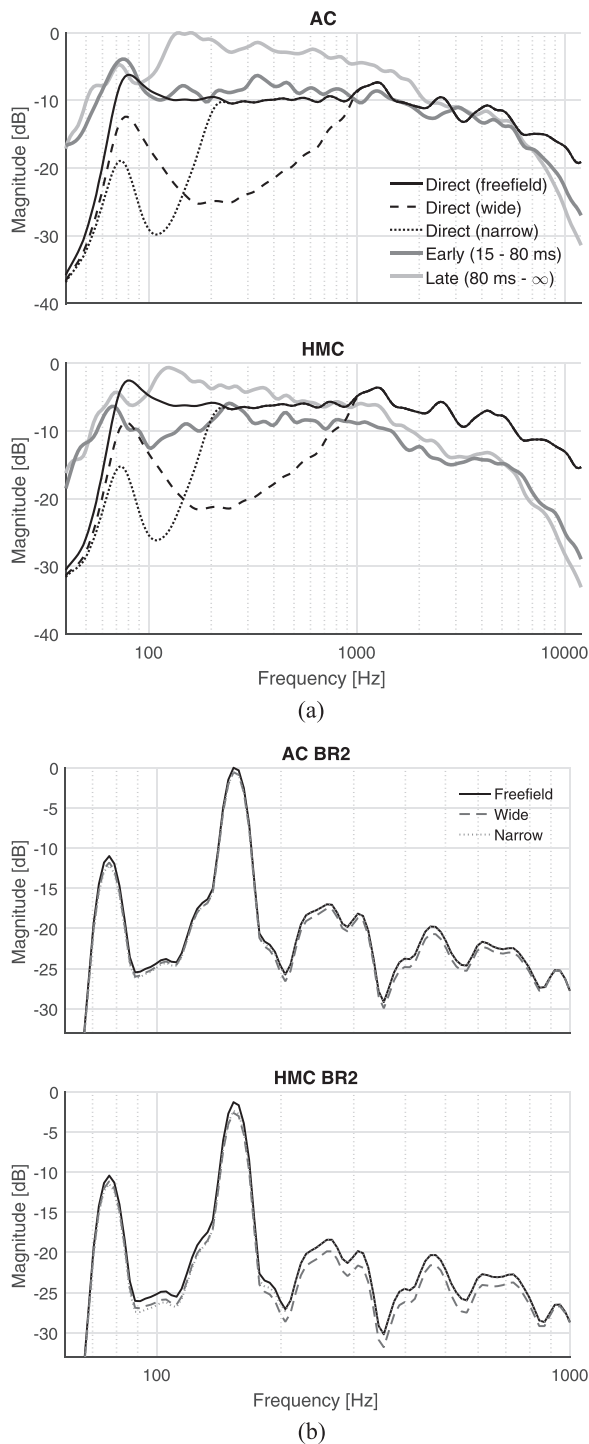 AC
0
-10
-20
-30
-40
Magnitude [dB]
Direct (freefield)
Direct (wide)
Direct (narrow)
Early (15 - 80 ms)
Late (80 ms - ∞)
HMC
0
-10
-20
-30
-40
Magnitude [dB]
100
1000
10000
Frequency [Hz]
(a)
AC BR2
0
-5
-10
-15
-20
-25
-30
Magnitude [dB]
Freefield
Wide
Narrow
HMC BR2
0
-5
-10
-15
-20
-25
-30
Magnitude [dB]
100
1000
Frequency [Hz]
(b)